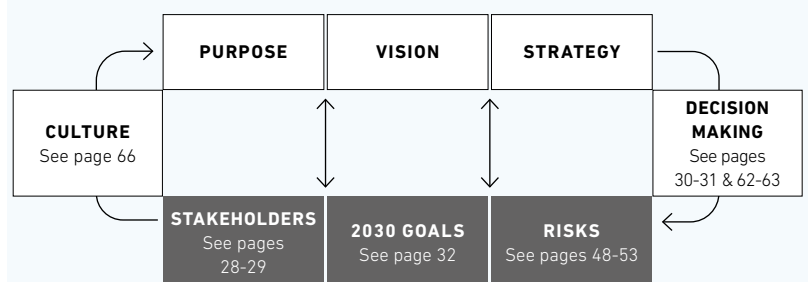 PURPOSE
VISION
STRATEGY
CULTURE
See page 66
DECISION
MAKING
See pages
30-31 & 62-63
STAKEHOLDERS
See pages
28-29
2030 GOALS
See page 32
RISKS
See pages 48-53